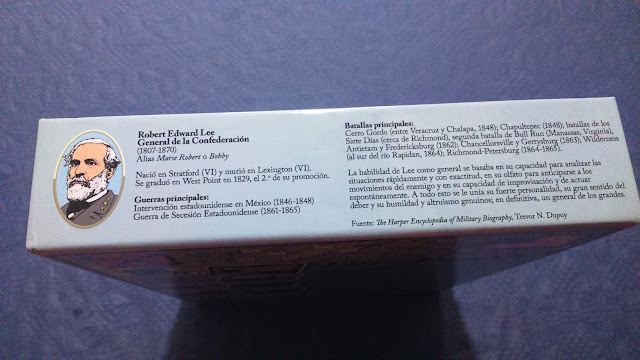 Robert Edward Lee
General de la Confederación
(1807-1870)
Alias Marse Robert o Bobby
Nació en Stratford (VI) y murió en Lexington (VI).
Se graduó en West Point en 1829, el 2.º de su promoción.
Guerras principales:
Intervención estadounidense en México (1846-1848)
Guerra de Secesión Estadounidense (1861-1865)
Batallas principales:
Cerro Gordo (entre Veracruz y Chalapa, 1848); Chapultepec (1848); batallas de los
Siete Días (cerca de Richmond), segunda batalla de Bull Run (Manassas, Virginia),
Antietam y Fredericksburg (1862); Chancellorsville y Gettysburg (1863); Wilderness
(al sur del río Rapidan, 1864); Richmond-Petersburg (1864-1865).
La habilidad de Lee como general se basaba en su capacidad para analizar las
situaciones rápidamente y con exactitud, en su olfato para anticiparse a los
movimientos del enemigo y en su capacidad de improvisación y de actuar
espontáneamente. A todo esto se le unía su fuerte personalidad, su gran sentido del
deber y su humildad y altruismo genuinos; en definitiva, un general de los grandes.
Fuente: The Harper Encyclopedia of Military Biography, Trevor N. Dupuy